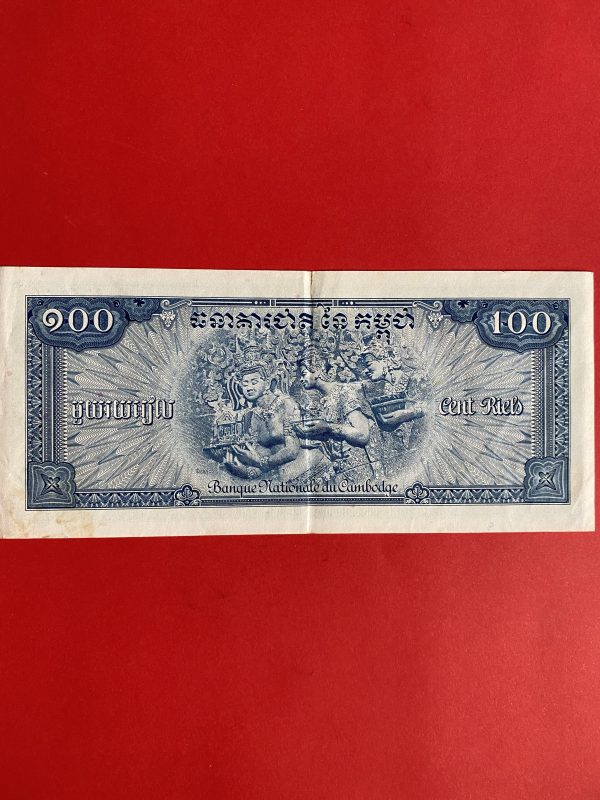 ១០០
ធនាគារជាតិនៃកម្ពុជា
100
មួយរយរៀល
Cent Riels
Banque Nationale du Cambodge